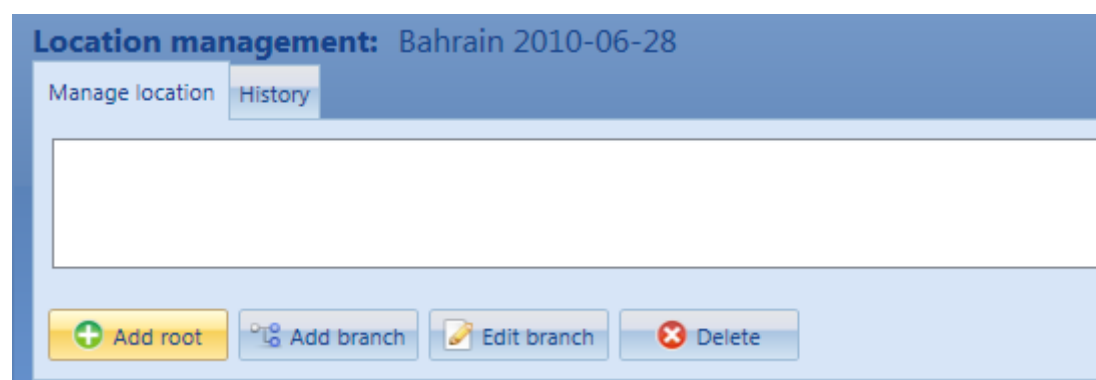 Location management: Bahrain 2010-06-28
Manage location History
Add root Add branch Edit branch Delete